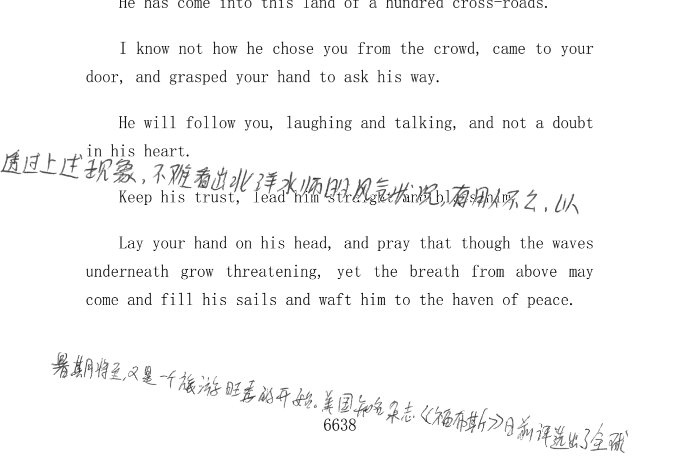 He has come into this land of a hundred cross-roads.
I know not how he chose you from the crowd, came to your
door, and grasped your hand to ask his way.
He will follow you, laughing and talking, and not a doubt
in his heart.
透过上述现象,不难看出北洋水师的风气状况,有用人不么,以
Keep his trust, lead him straight and bless him.
Lay your hand on his head, and pray that though the waves
underneath grow threatening, yet the breath from above may
come and fill his sails and waft him to the haven of peace.
暑期将至,又是一个旅游旺季的开始。美国知名杂志《福布斯》日前评选出了全球
6638